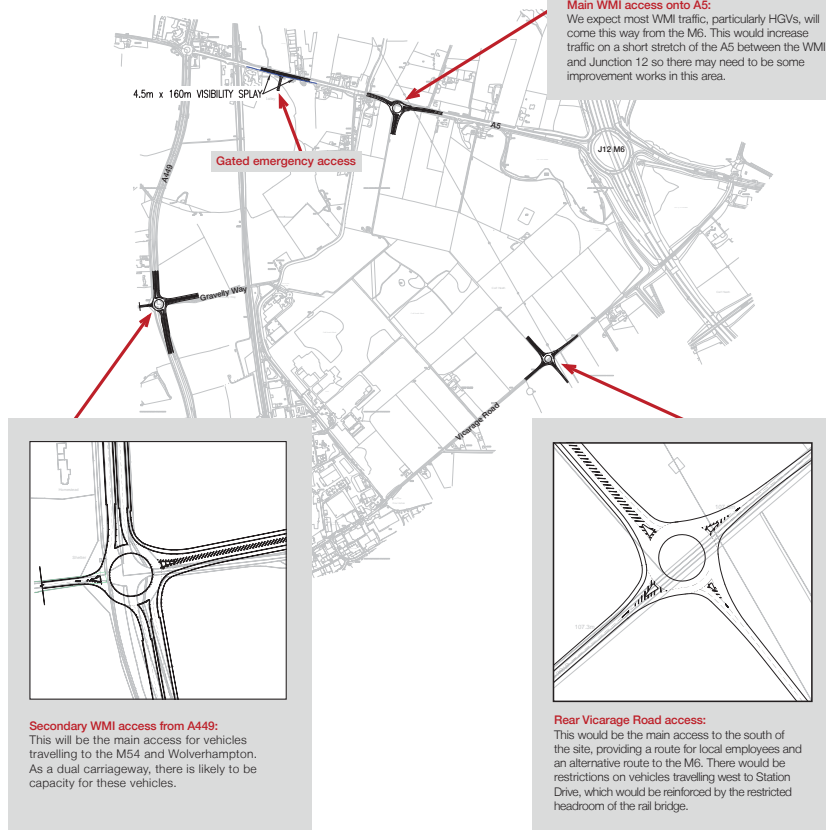 Main WMI access onto A5:
We expect most WMI traffic, particularly HGVs, will
come this way from the M6. This would increase
traffic on a short stretch of the A5 between the WMI
and Junction 12 so there may need to be some
improvement works in this area.
4.5m x 160m VISIBILITY SPLAY
A5
J12 M6
Gated emergency access
A449
Gravelly Way
Vicarage Road
Secondary WMI access from A449:
This will be the main access for vehicles
travelling to the M54 and Wolverhampton.
As a dual carriageway, there is likely to be
capacity for these vehicles.
Rear Vicarage Road access:
This would be the main access to the south of
the site, providing a route for local employees and
an alternative route to the M6. There would be
restrictions on vehicles travelling west to Station
Drive, which would be reinforced by the restricted
headroom of the rail bridge.